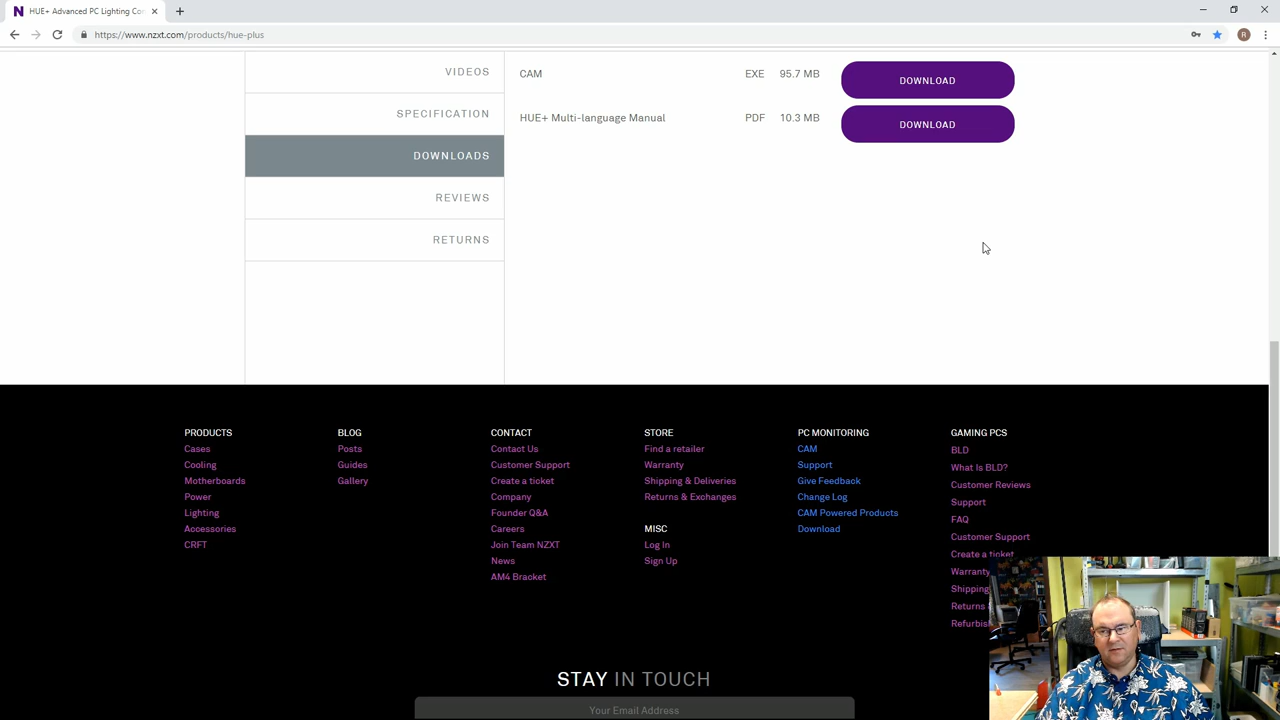 HUE+ Advanced PC Lighting Co
https://www.nzxt.com/products/hue-plus
R
VIDEOS
SPECIFICATION
DOWNLOADS
REVIEWS
RETURNS
CAM EXE 95.7 MB DOWNLOAD
HUE+ Multi-language Manual PDF 10.3 MB DOWNLOAD
PRODUCTS
Cases
Cooling
Motherboards
Power
Lighting
Accessories
CRFT
BLOG
Posts
Guides
Gallery
CONTACT
Contact Us
Customer Support
Create a ticket
Company
Founder Q&A
Careers
Join Team NZXT
News
AM4 Bracket
STORE
Find a retailer
Warranty
Shipping & Deliveries
Returns & Exchanges
MISC
Log In
Sign Up
PC MONITORING
CAM
Support
Give Feedback
Change Log
CAM Powered Products
Download
GAMING PCS
BLD
What Is BLD?
Customer Reviews
Support
FAQ
Customer Support
Create a ticket
Warranty
Shipping
Returns
Refurbis
STAY IN TOUCH
Your Email Address